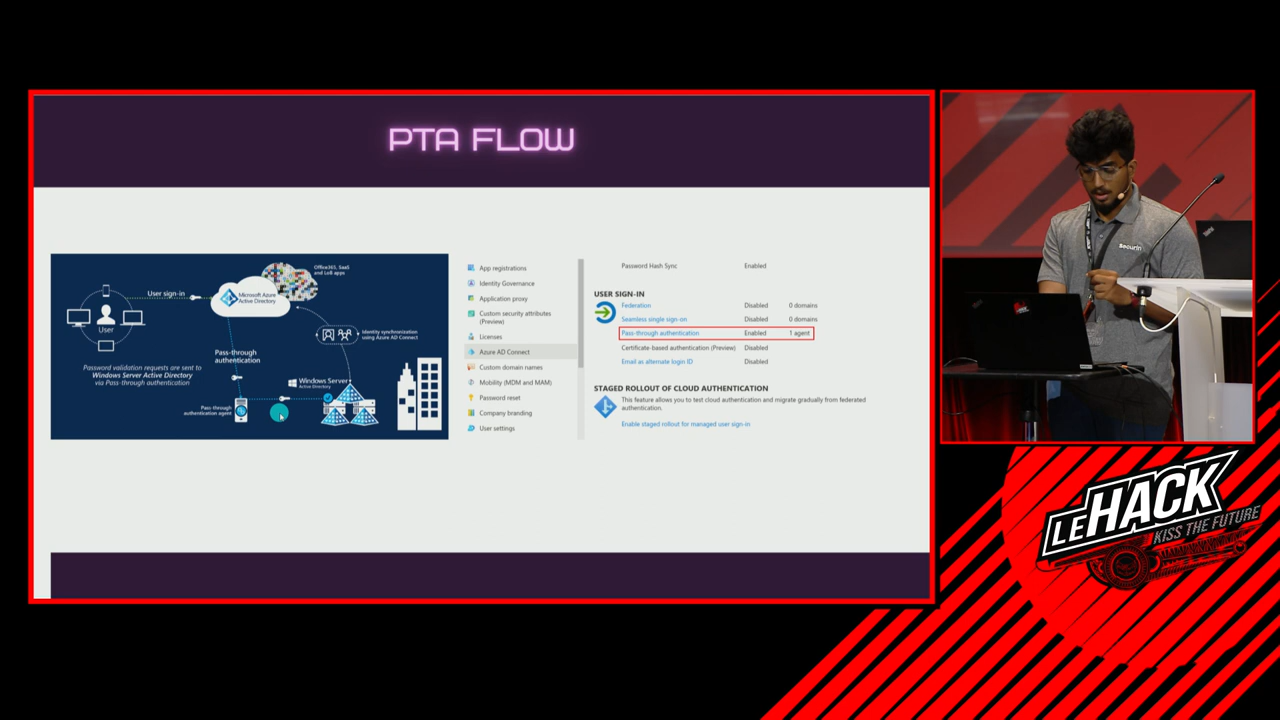 PTA FLOW
Office365, SaaS
and LoB apps
User sign-in
Microsoft Azure
Active Directory
User
Identity synchronization
using Azure AD Connect
Pass-through
authentication
Password validation requests are sent to
Windows Server Active Directory
via Pass-through authentication
Windows Server
Active Directory
Pass-through
authentication agent
App registrations
Identity Governance
Application proxy
Custom security attributes
(Preview)
Licenses
Azure AD Connect
Custom domain names
Mobility (MDM and MAM)
Password reset
Company branding
User settings
Password Hash Sync Enabled
USER SIGN-IN
Federation Disabled 0 domains
Seamless single sign-on Disabled 0 domains
Pass-through authentication Enabled 1 agent
Certificate-based authentication (Preview) Disabled
Email as alternate login ID Disabled
STAGED ROLLOUT OF CLOUD AUTHENTICATION
This feature allows you to test cloud authentication and migrate gradually from federated
authentication.
Enable staged rollout for managed user sign-in
Securin
LEHACK
KISS THE FUTURE